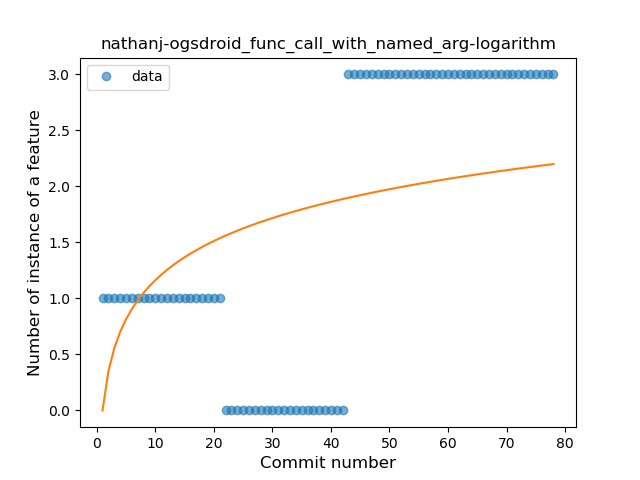 nathanj-ogsdroid_func_call_with_named_arg-logarithm
data
Number of instance of a feature
3.0
2.5
2.0
1.5
1.0
0.5
0.0
0 10 20 30 40 50 60 70 80
Commit number